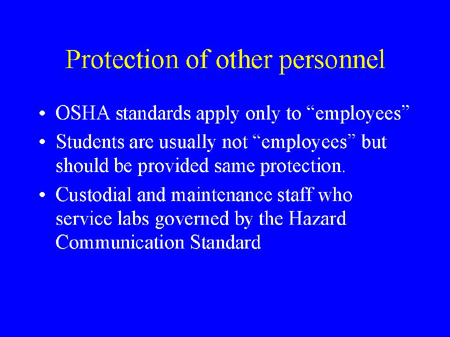 Protection of other personnel
• OSHA standards apply only to “employees”
• Students are usually not “employees” but
should be provided same protection.
• Custodial and maintenance staff who
service labs governed by the Hazard
Communication Standard